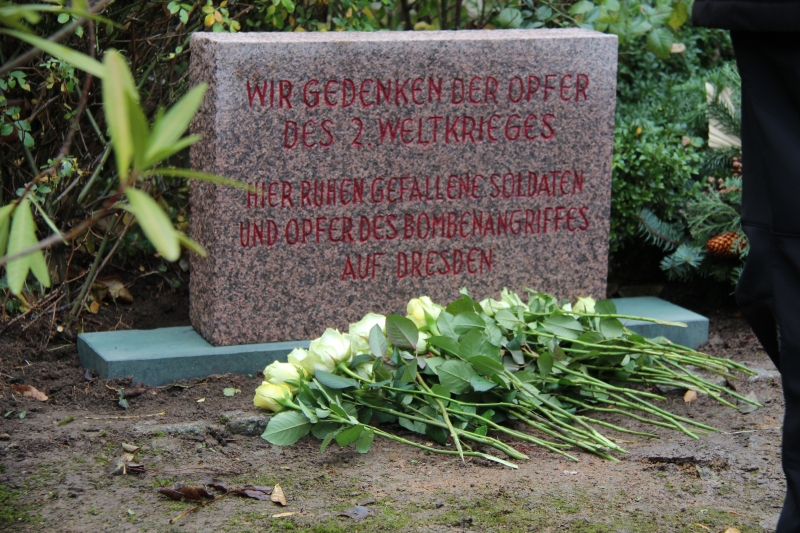 WIR GEDENKEN DER OPFER
DES 2. WELTKRIEGES
HIER RUHEN GEFALLENE SOLDATEN
UND OPFER DES BOMBENANGRIFFES
AUF DRESDEN